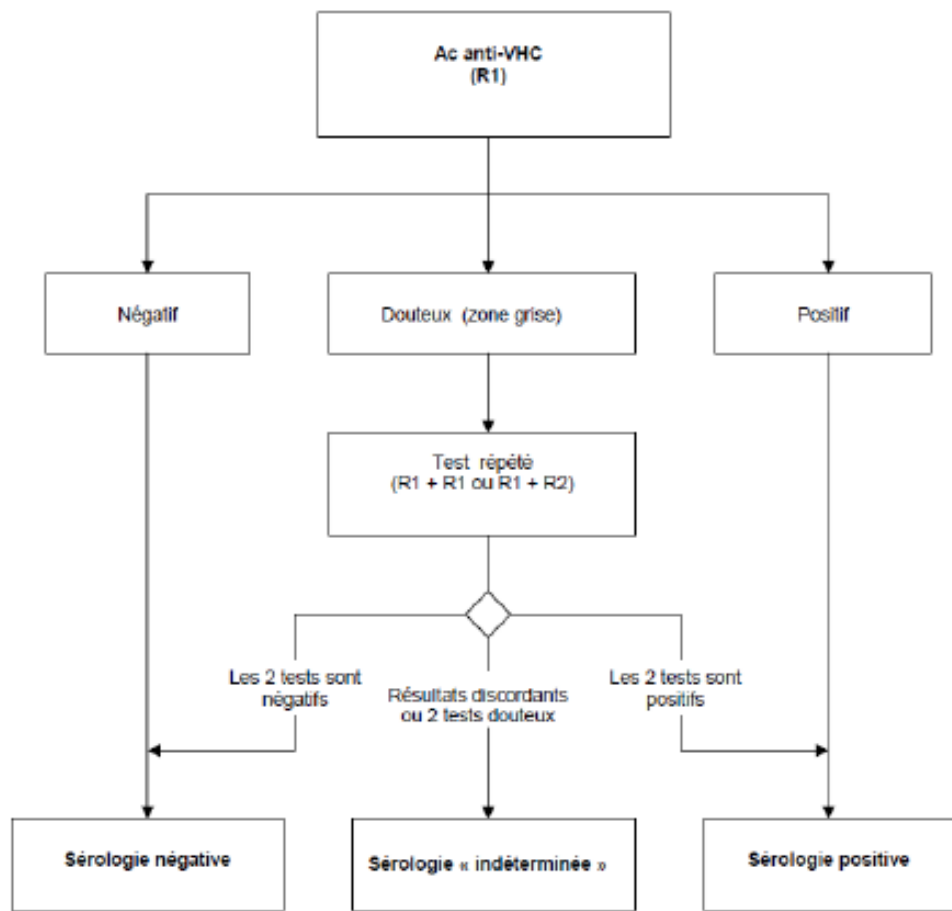 Ac anti-VHC
(R1)
Négatif
Douteux (zone grise)
Positif
Test répété
(R1 + R1 ou R1 + R2)
Les 2 tests sont
négatifs
Résultats discordants
ou 2 tests douteux
Les 2 tests sont
positifs
Sérologie négative
Sérologie « indéterminée »
Sérologie positive